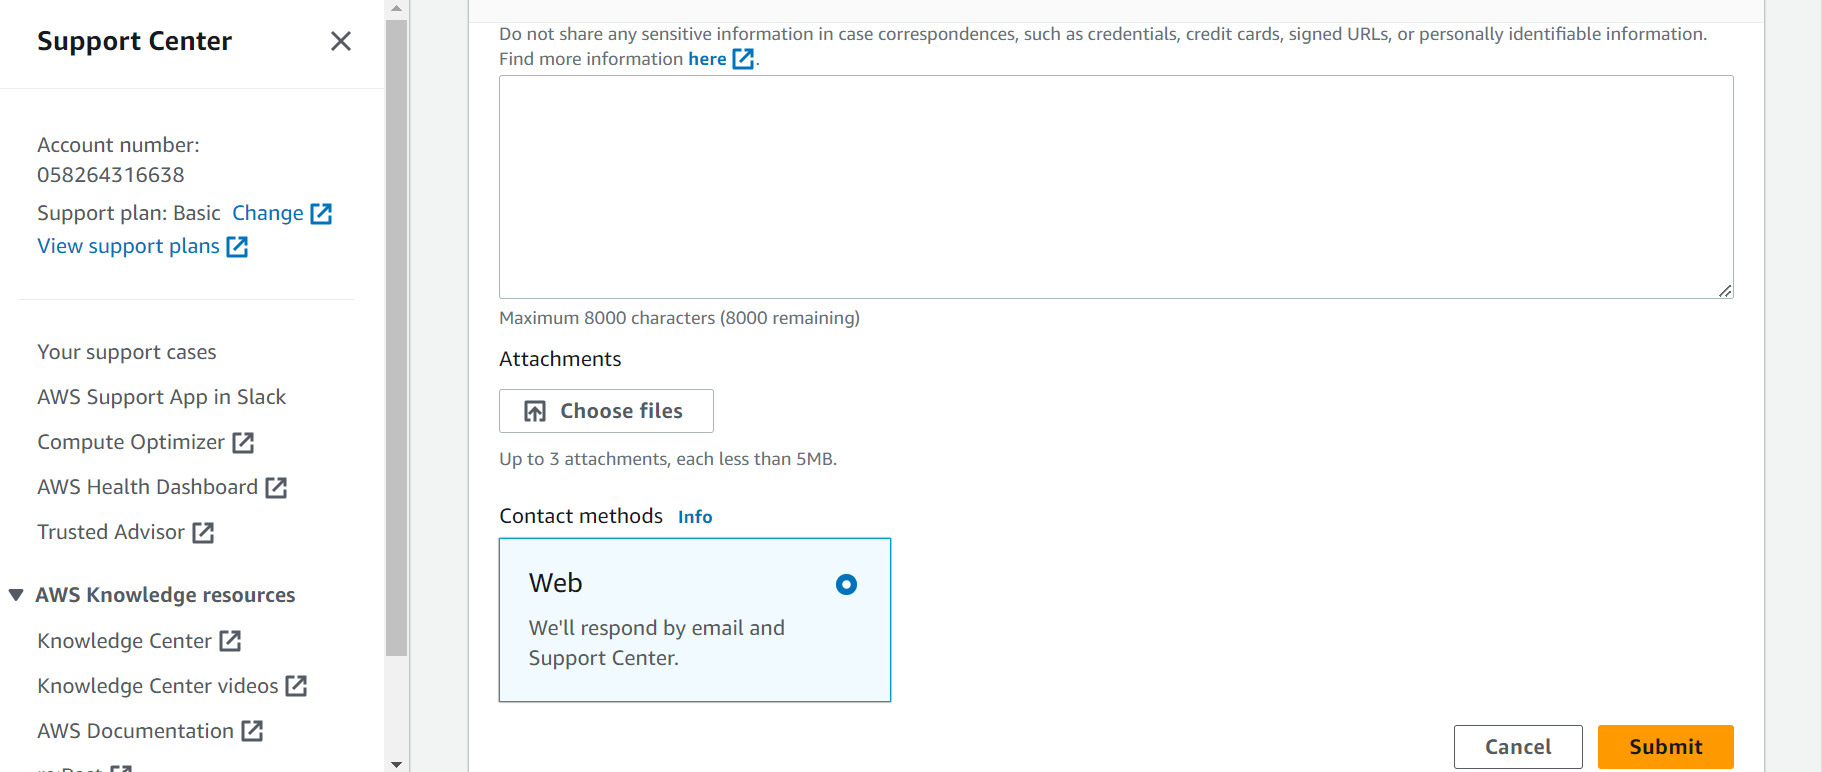 Support Center
Account number:
058264316638
Support plan: Basic Change
View support plans
Your support cases
AWS Support App in Slack
Compute Optimizer
AWS Health Dashboard
Trusted Advisor
AWS Knowledge resources
Knowledge Center
Knowledge Center videos
AWS Documentation
Do not share any sensitive information in case correspondences, such as credentials, credit cards, signed URLs, or personally identifiable information.
Find more information here.
Maximum 8000 characters (8000 remaining)
Attachments
Choose files
Up to 3 attachments, each less than 5MB.
Contact methods Info
Web
We'll respond by email and
Support Center.
Cancel
Submit